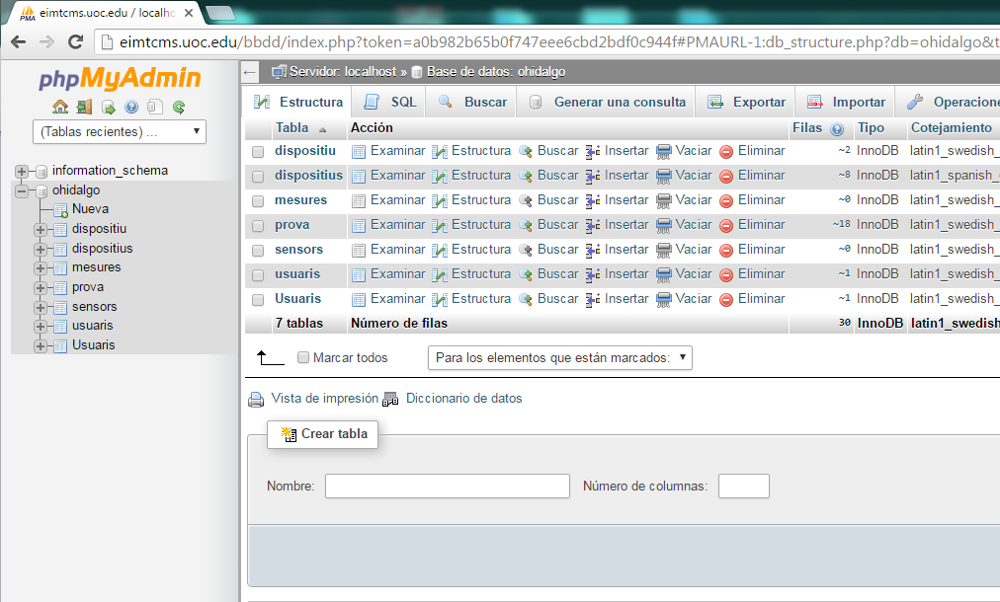 PMA
eimtcms.uoc.edu / localho
eimtcms.uoc.edu/bbdd/index.php?token=a0b982b65b0f747eee6cbd2bdf0c944f#PMAURL-1:db_structure.php?db=ohidalgo&t
phpMyAdmin
(Tablas recientes) ...
information_schema
ohidalgo
Nueva
dispositiu
dispositius
mesures
prova
sensors
usuaris
Usuaris
Servidor: localhost » Base de datos: ohidalgo
Estructura SQL Buscar Generar una consulta Exportar Importar Operacione
Tabla Acción Filas Tipo Cotejamiento
dispositiu Examinar Estructura Buscar Insertar Vaciar Eliminar ~2 InnoDB latin1_swedish_
dispositius Examinar Estructura Buscar Insertar Vaciar Eliminar ~8 InnoDB latin1_spanish_
mesures Examinar Estructura Buscar Insertar Vaciar Eliminar ~0 InnoDB latin1_swedish_
prova Examinar Estructura Buscar Insertar Vaciar Eliminar ~18 InnoDB latin1_swedish_
sensors Examinar Estructura Buscar Insertar Vaciar Eliminar ~0 InnoDB latin1_swedish_
usuaris Examinar Estructura Buscar Insertar Vaciar Eliminar ~1 InnoDB latin1_swedish_
Usuaris Examinar Estructura Buscar Insertar Vaciar Eliminar ~1 InnoDB latin1_swedish_
7 tablas Número de filas 30 InnoDB latin1_swedish
Marcar todos Para los elementos que están marcados:
Vista de impresión Diccionario de datos
Crear tabla
Nombre: Número de columnas: